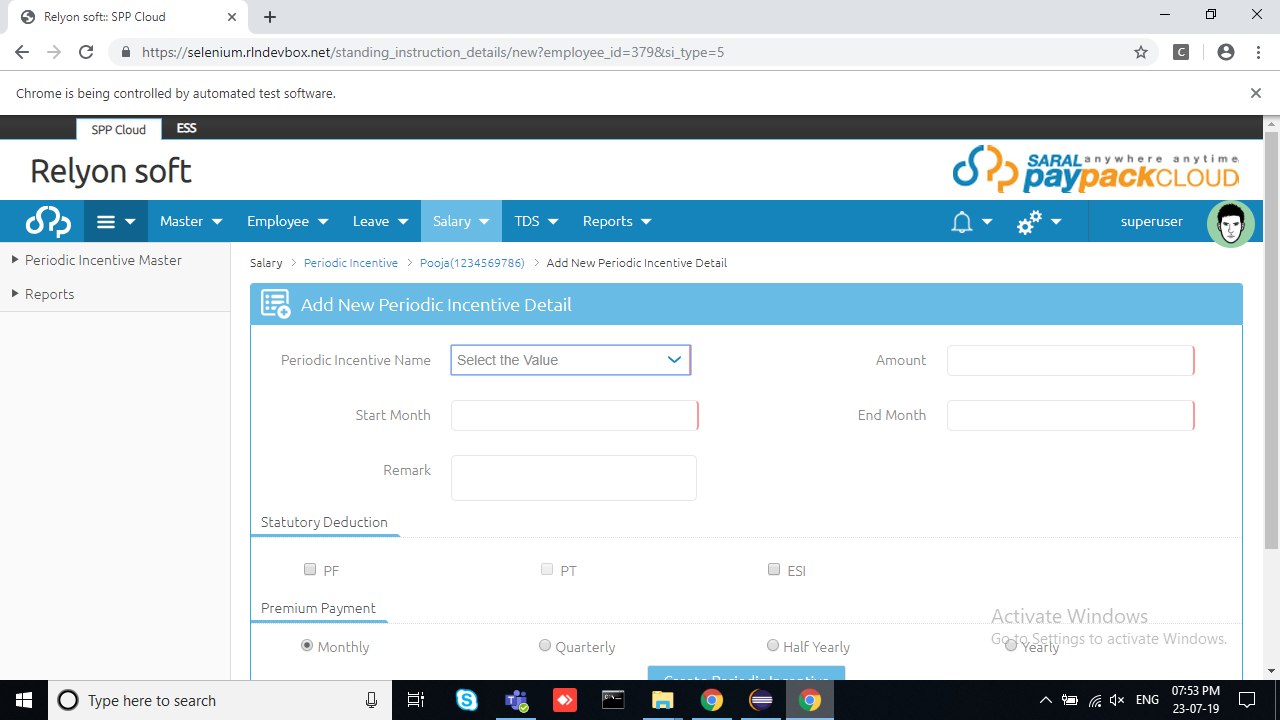 Relyon soft:: SPP Cloud
https://selenium.rlndevbox.net/standing_instruction_details/new?employee_id=379&si_type=5
C
Chrome is being controlled by automated test software.
SPP Cloud ESS
Relyon soft
SARAL anywhere anytime
paypackCLOUD
Master Employee Leave Salary TDS Reports superuser
Periodic Incentive Master
Reports
Salary > Periodic Incentive > Pooja(1234569786) > Add New Periodic Incentive Detail
Add New Periodic Incentive Detail
Periodic Incentive Name Select the Value Amount
Start Month End Month
Remark
Statutory Deduction
PF PT ESI
Premium Payment
Activate Windows
Go to Settings to activate Windows.
Monthly Quarterly Half Yearly Yearly
Create Periodic Incentive
Type here to search
ENG
07:53 PM
23-07-19